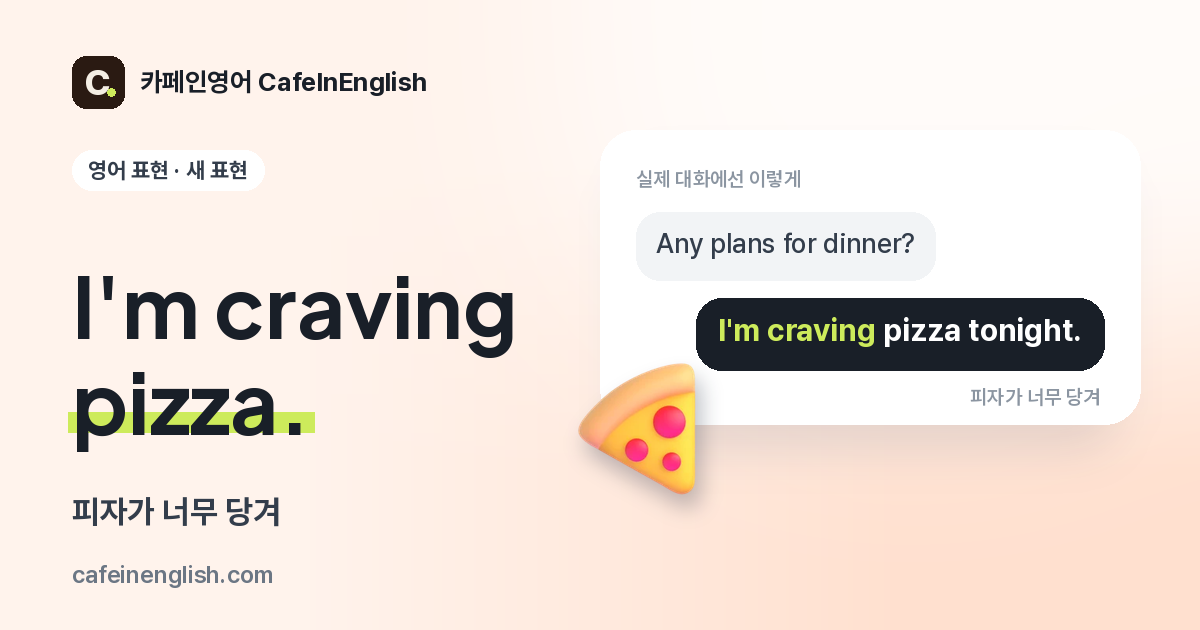 C.
카페인영어 CafeInEnglish
영어 표현 · 새 표현
I'm craving
pizza.
피자가 너무 당겨
cafeinenglish.com
실제 대화에선 이렇게
Any plans for dinner?
I'm craving pizza tonight.
피자가 너무 당겨